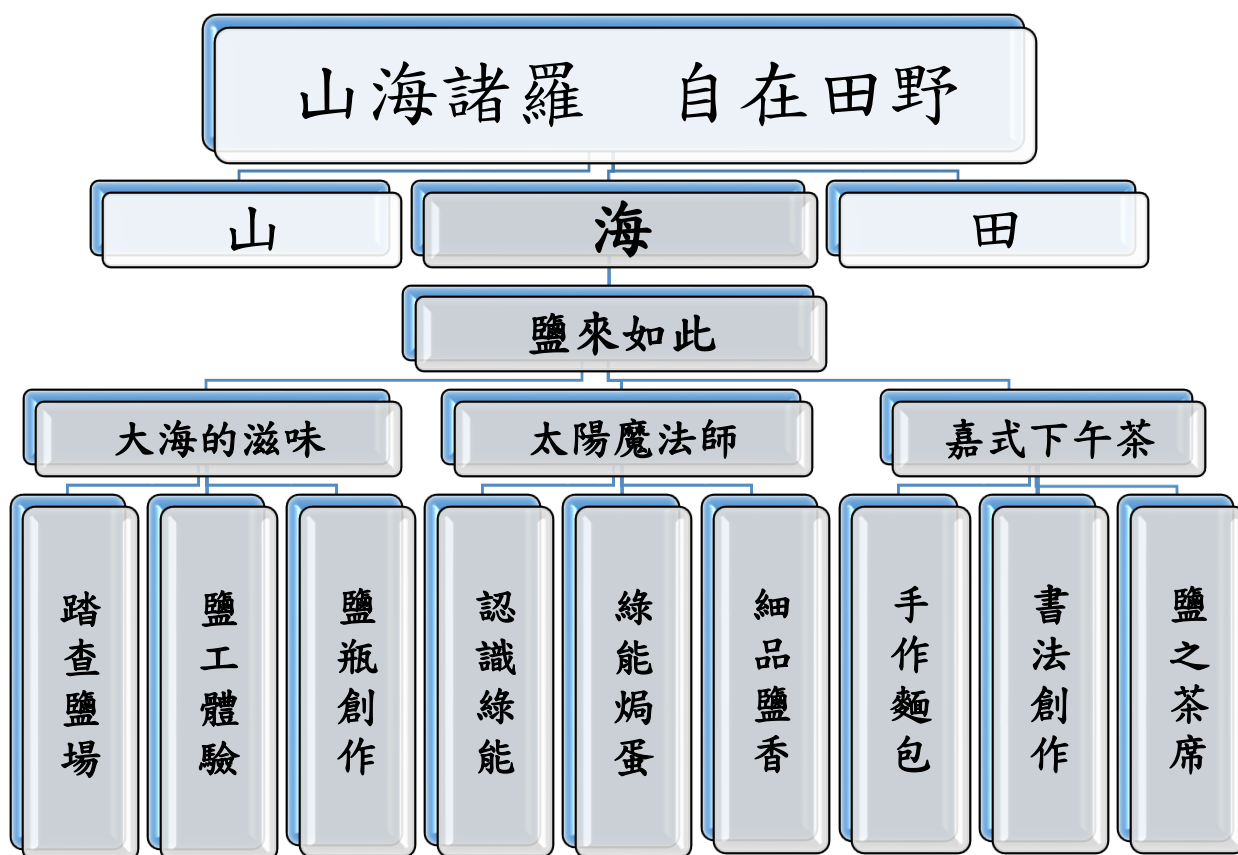 山海諸羅　自在田野
山
海
田
鹽來如此
大海的滋味
太陽魔法師
嘉式下午茶
踏查鹽場
鹽工體驗
鹽瓶創作
認識綠能
綠能焗蛋
細品鹽香
手作麵包
書法創作
鹽之茶席